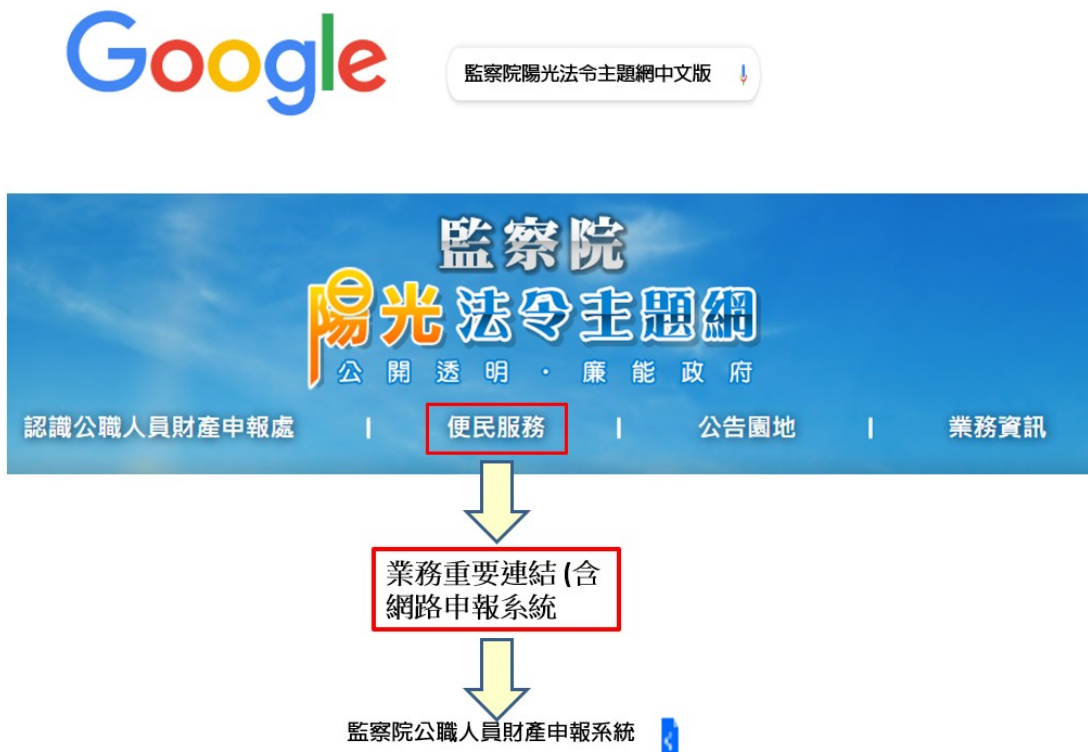 Google
監察院陽光法令主題網中文版
監察院
陽光法令主題網
公開透明・廉能政府
認識公職人員財產申報處 | 便民服務 | 公告園地 | 業務資訊
業務重要連結 (含
網路申報系統
監察院公職人員財產申報系統